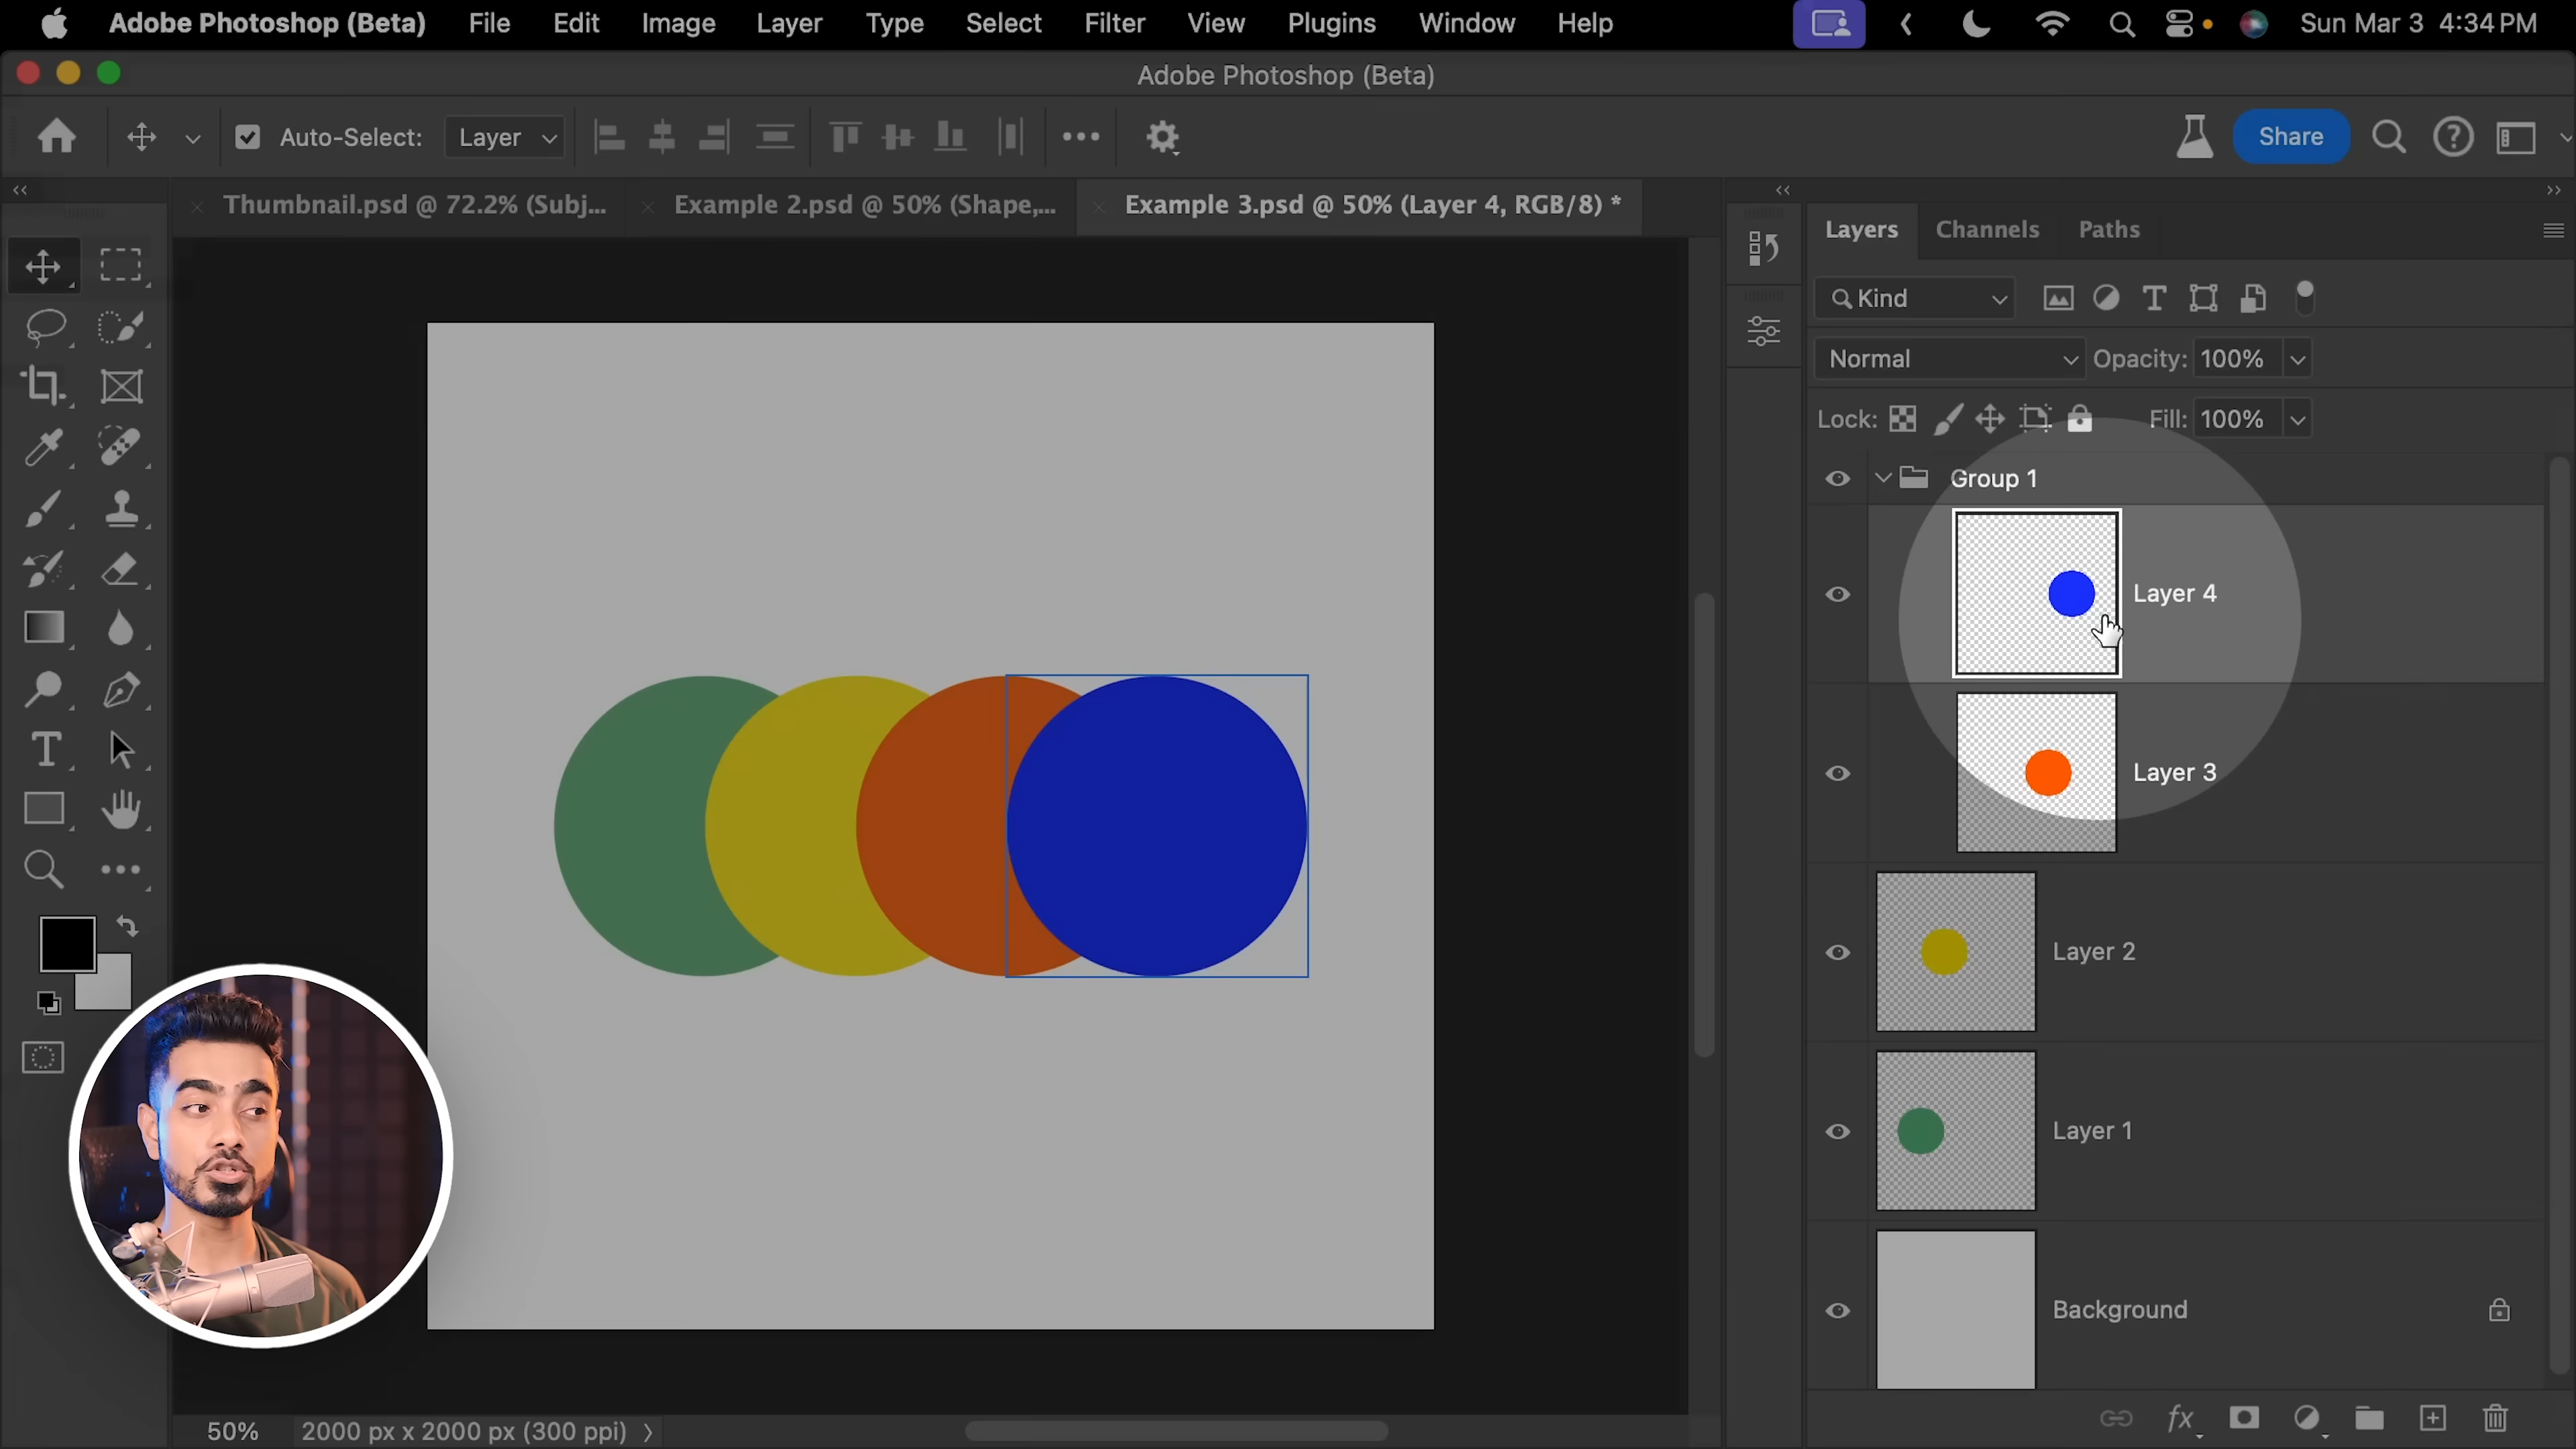 Adobe Photoshop (Beta) File Edit Image Layer Type Select Filter View Plugins Window Help Sun Mar 3 4:34 PM
Adobe Photoshop (Beta)
Auto-Select: Layer Share
Thumbnail.psd @ 72.2% (Subj... Example 2.psd @ 50% (Shape,... Example 3.psd @ 50% (Layer 4, RGB/8) *
Layers Channels Paths
Kind
Normal Opacity: 100%
Lock: Fill: 100%
Group 1
Layer 4
Layer 3
Layer 2
Layer 1
Background
50% 2000 px x 2000 px (300 ppi)
fx